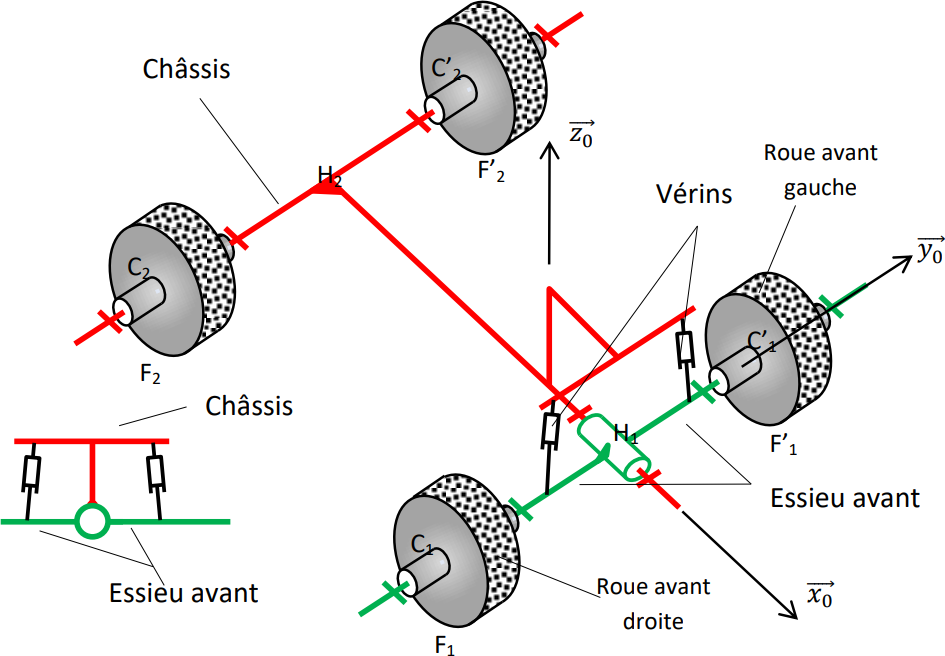 Châssis
C’2
F’2
z0
H2
Roue avant
gauche
Vérins
y0
C2
C’1
F2
Châssis
H1
F’1
Essieu avant
C1
Essieu avant
Roue avant
droite
x0
F1